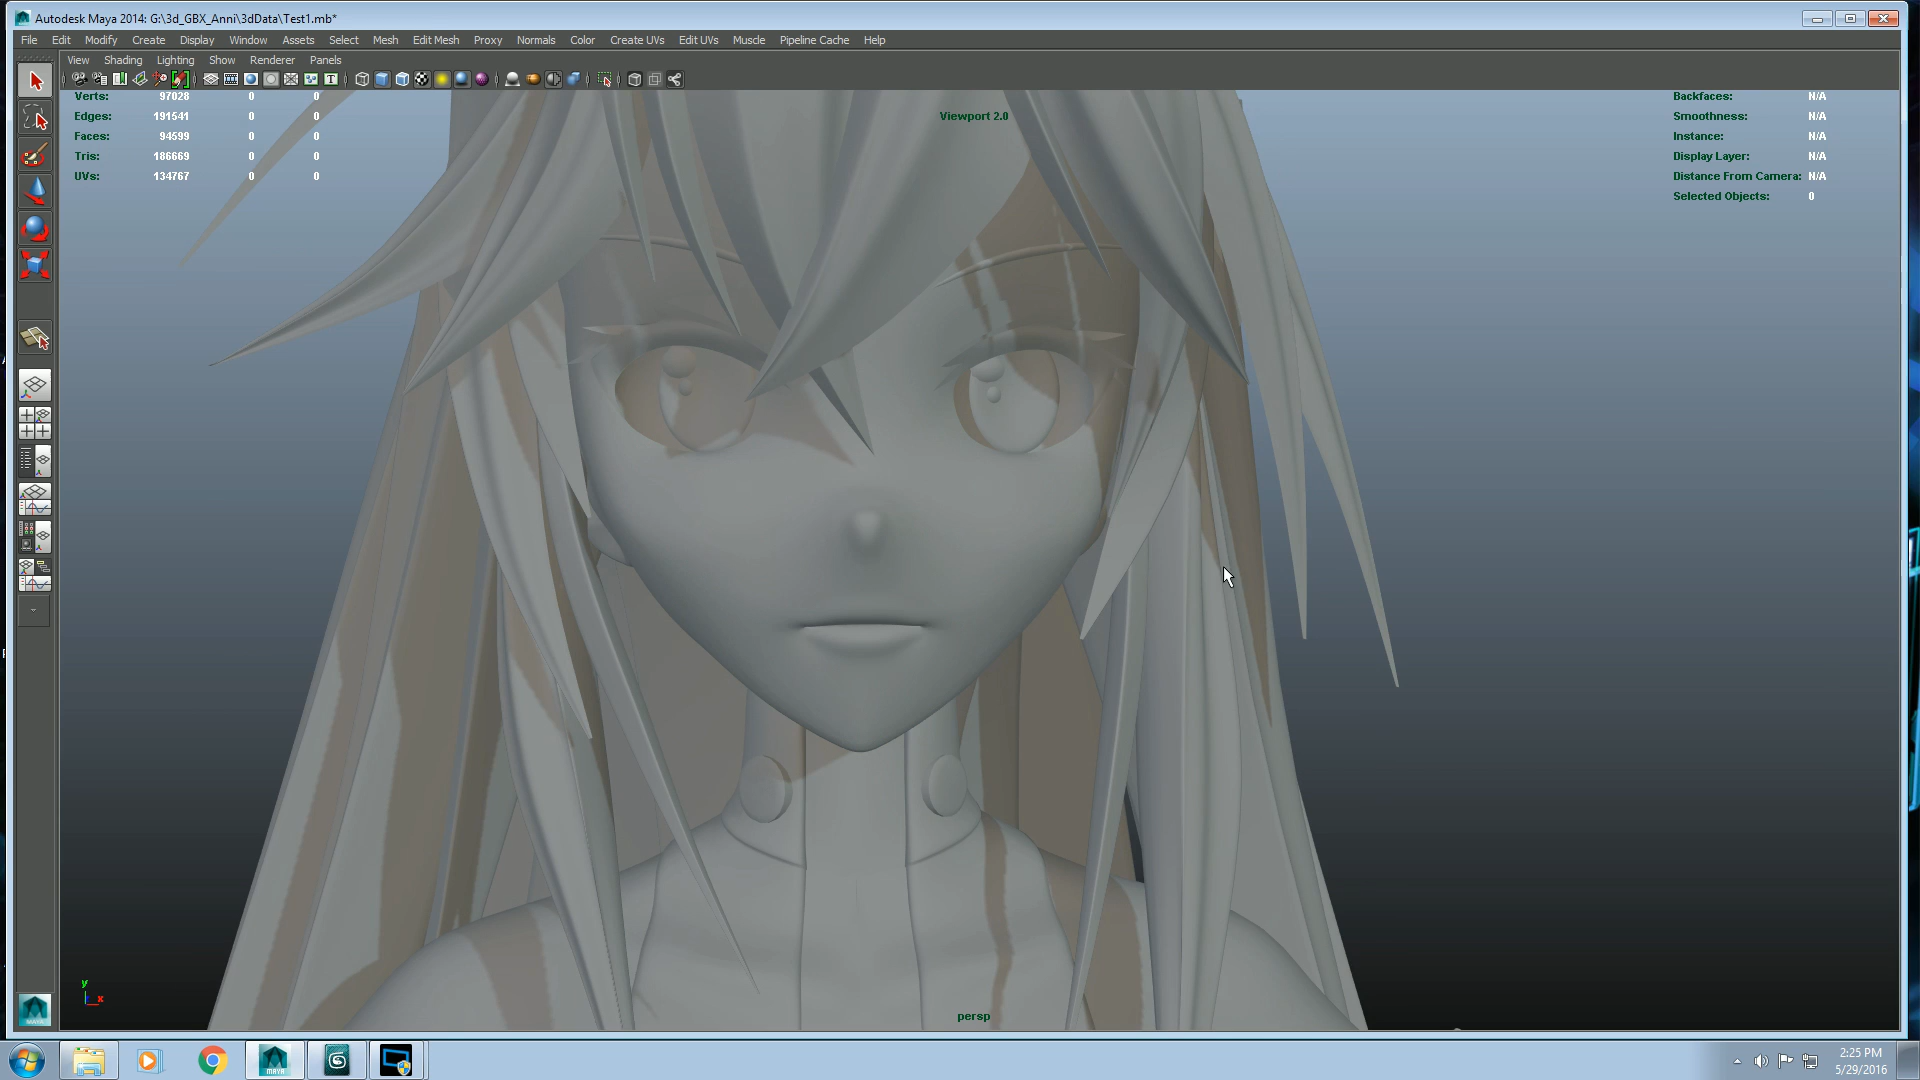 Autodesk Maya 2014: G:\3d_GBX_Anni\3dData\Test1.mb*
File Edit Modify Create Display Window Assets Select Mesh Edit Mesh Proxy Normals Color Create UVs Edit UVs Muscle Pipeline Cache Help
View Shading Lighting Show Renderer Panels
Verts: 97028 0 0
Edges: 191541 0 0
Faces: 94599 0 0
Tris: 186669 0 0
UVs: 134767 0 0
Viewport 2.0
Backfaces: N/A
Smoothness: N/A
Instance: N/A
Display Layer: N/A
Distance From Camera: N/A
Selected Objects: 0
y
x
persp
MAYA
2:25 PM
5/29/2016